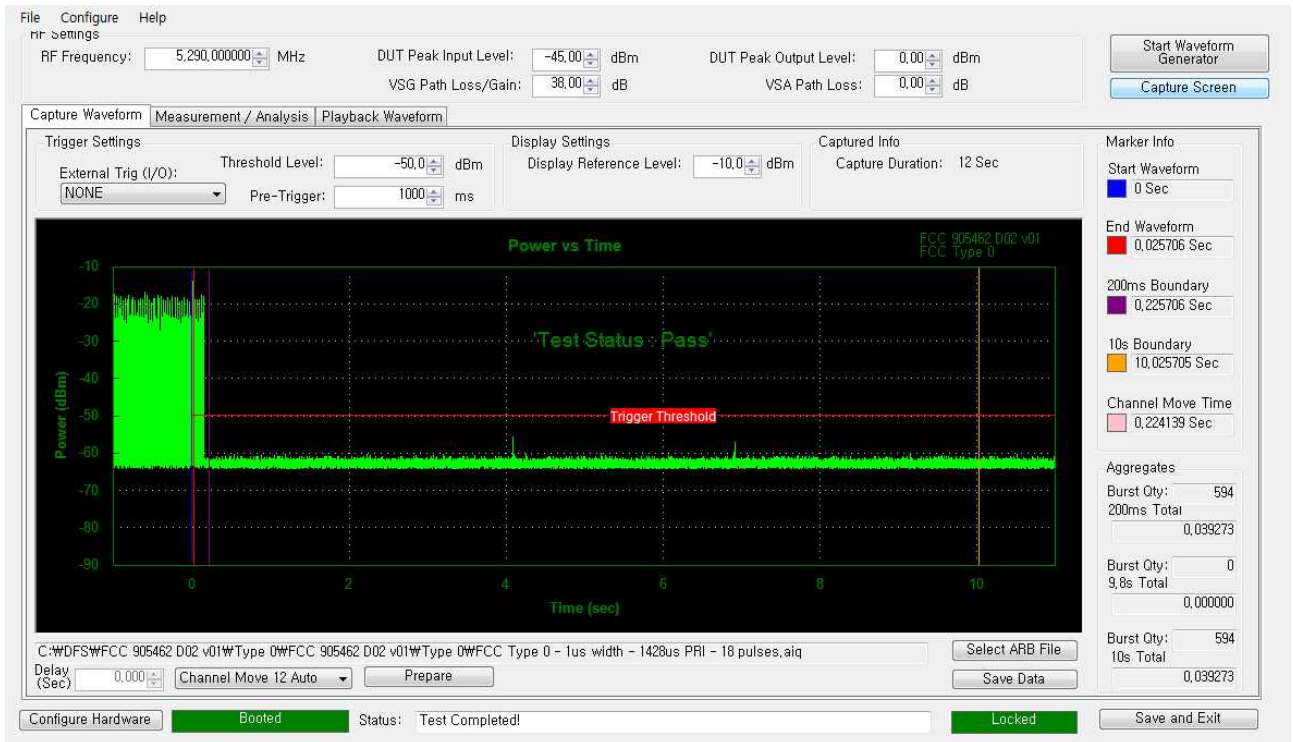 File Configure Help
RF Settings
RF Frequency: 5,290,000000 MHz DUT Peak Input Level: -45,00 dBm DUT Peak Output Level: 0,00 dBm
VSG Path Loss/Gain: 38,00 dB VSA Path Loss: 0,00 dB
Start Waveform
Generator
Capture Screen
Capture Waveform Measurement / Analysis Playback Waveform
Trigger Settings
External Trig (I/O):
NONE
Threshold Level: -50,0 dBm
Pre-Trigger: 1000 ms
Display Settings
Display Reference Level: -10,0 dBm
Captured Info
Capture Duration: 12 Sec
Power vs Time
FCC 905462 D02 v01
FCC Type 0
'Test Status : Pass'
Trigger Threshold
Power (dBm)
-10
-20
-30
-40
-50
-60
-70
-80
-90
0 2 4 6 8 10
Time (sec)
Marker Info
Start Waveform
0 Sec
End Waveform
0,025706 Sec
200ms Boundary
0,225706 Sec
10s Boundary
10,025705 Sec
Channel Move Time
0,224139 Sec
Aggregates
Burst Qty: 594
200ms Total
0,039273
Burst Qty: 0
9,8s Total
0,000000
Burst Qty: 594
10s Total
0,039273
C:₩DFS₩FCC 905462 D02 v01₩Type 0₩FCC 905462 D02 v01₩Type 0₩FCC Type 0 - 1us width - 1428us PRI - 18 pulses,aiq
Select ARB File
Delay
(Sec) 0,000 Channel Move 12 Auto Prepare Save Data
Configure Hardware Booted Status: Test Completed! Locked Save and Exit